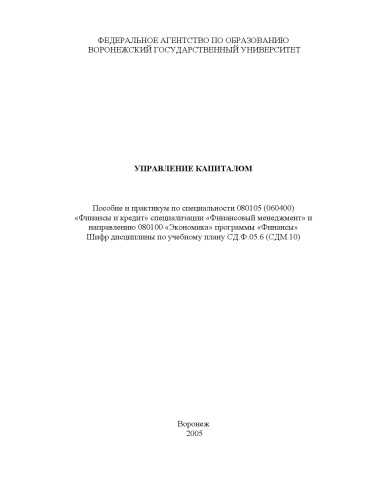 ФЕДЕРАЛЬНОЕ АГЕНТСТВО ПО ОБРАЗОВАНИЮ
ВОРОНЕЖСКИЙ ГОСУДАРСТВЕННЫЙ УНИВЕРСИТЕТ
УПРАВЛЕНИЕ КАПИТАЛОМ
Пособие и практикум по специальности 080105 (060400)
«Финансы и кредит» специализации «Финансовый менеджмент» и
направлению 080100 «Экономика» программы «Финансы»
Шифр дисциплины по учебному плану СД.Ф.05.6 (СДМ.10)
Воронеж
2005